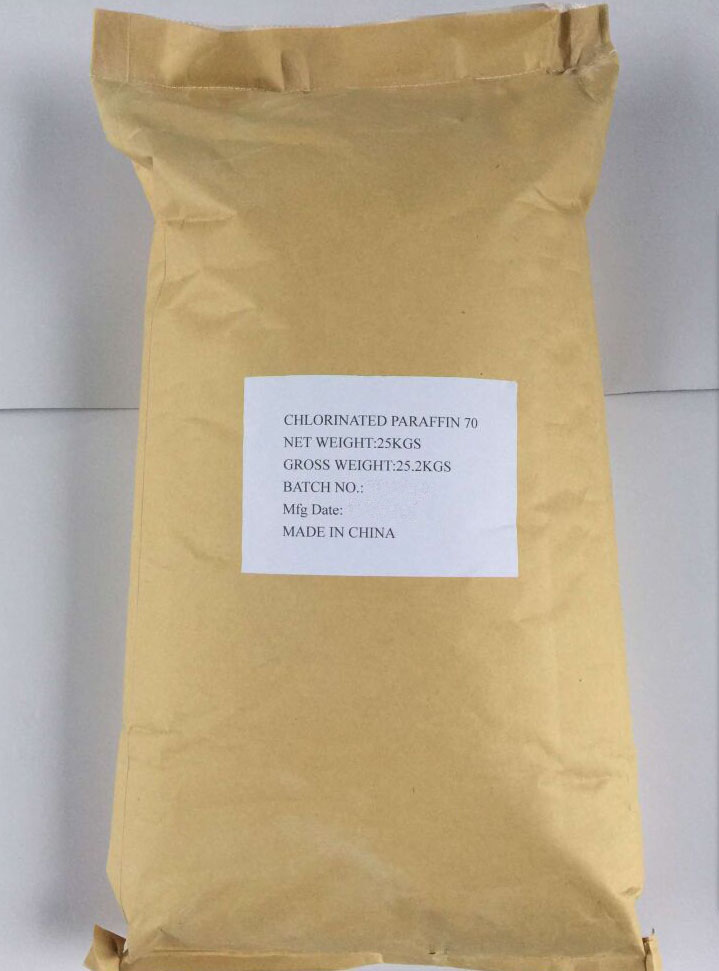 CHLORINATED PARAFFIN 70
NET WEIGHT:25KGS
GROSS WEIGHT:25.2KGS
BATCH NO.:
Mfg Date:
MADE IN CHINA